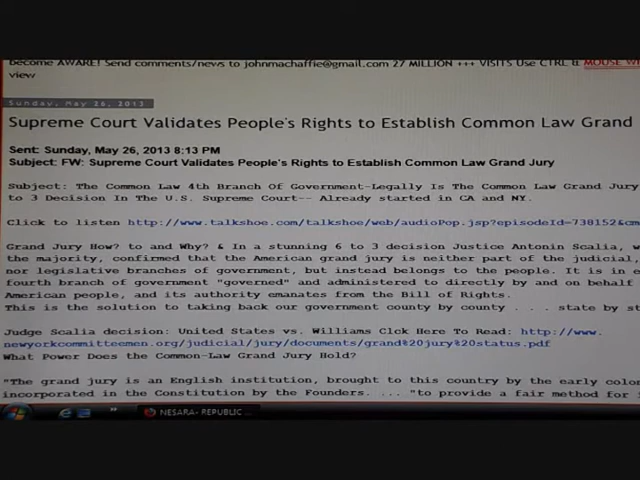 become AWARE! Send comments/news to johnmachaffie@gmail.com 27 MILLION +++ VISITS Use CTRL & MOUSE
view
Sunday, May 26, 2013
Supreme Court Validates People's Rights to Establish Common Law Grand
Sent: Sunday, May 26, 2013 8:13 PM
Subject: FW: Supreme Court Validates People's Rights to Establish Common Law Grand Jury
Subject: The Common Law 4th Branch Of Government-Legally Is The Common Law Grand Jury
to 3 Decision In The U.S. Supreme Court-- Already started in CA and NY.
Click to listen http://www.talkshoe.com/talkshoe/web/audioPop.jsp?episodeId=738152&cm
Grand Jury How? to and Why? & In a stunning 6 to 3 decision Justice Antonin Scalia, w
the majority, confirmed that the American grand jury is neither part of the judicial,
nor legislative branches of government, but instead belongs to the people. It is in e
fourth branch of government "governed" and administered to directly by and on behalf
American people, and its authority emanates from the Bill of Rights.
This is the solution to taking back our government county by county . . . state by st
Judge Scalia decision: United States vs. Williams Clck Here To Read: http://www.
newyorkcommitteemen.org/judicial/jury/documents/grand%20jury%20status.pdf
What Power Does the Common-Law Grand Jury Hold?
"The grand jury is an English institution, brought to this country by the early colon
incorporated in the Constitution by the Founders. ... "to provide a fair method for i
NESARA- REPUBLIC ...